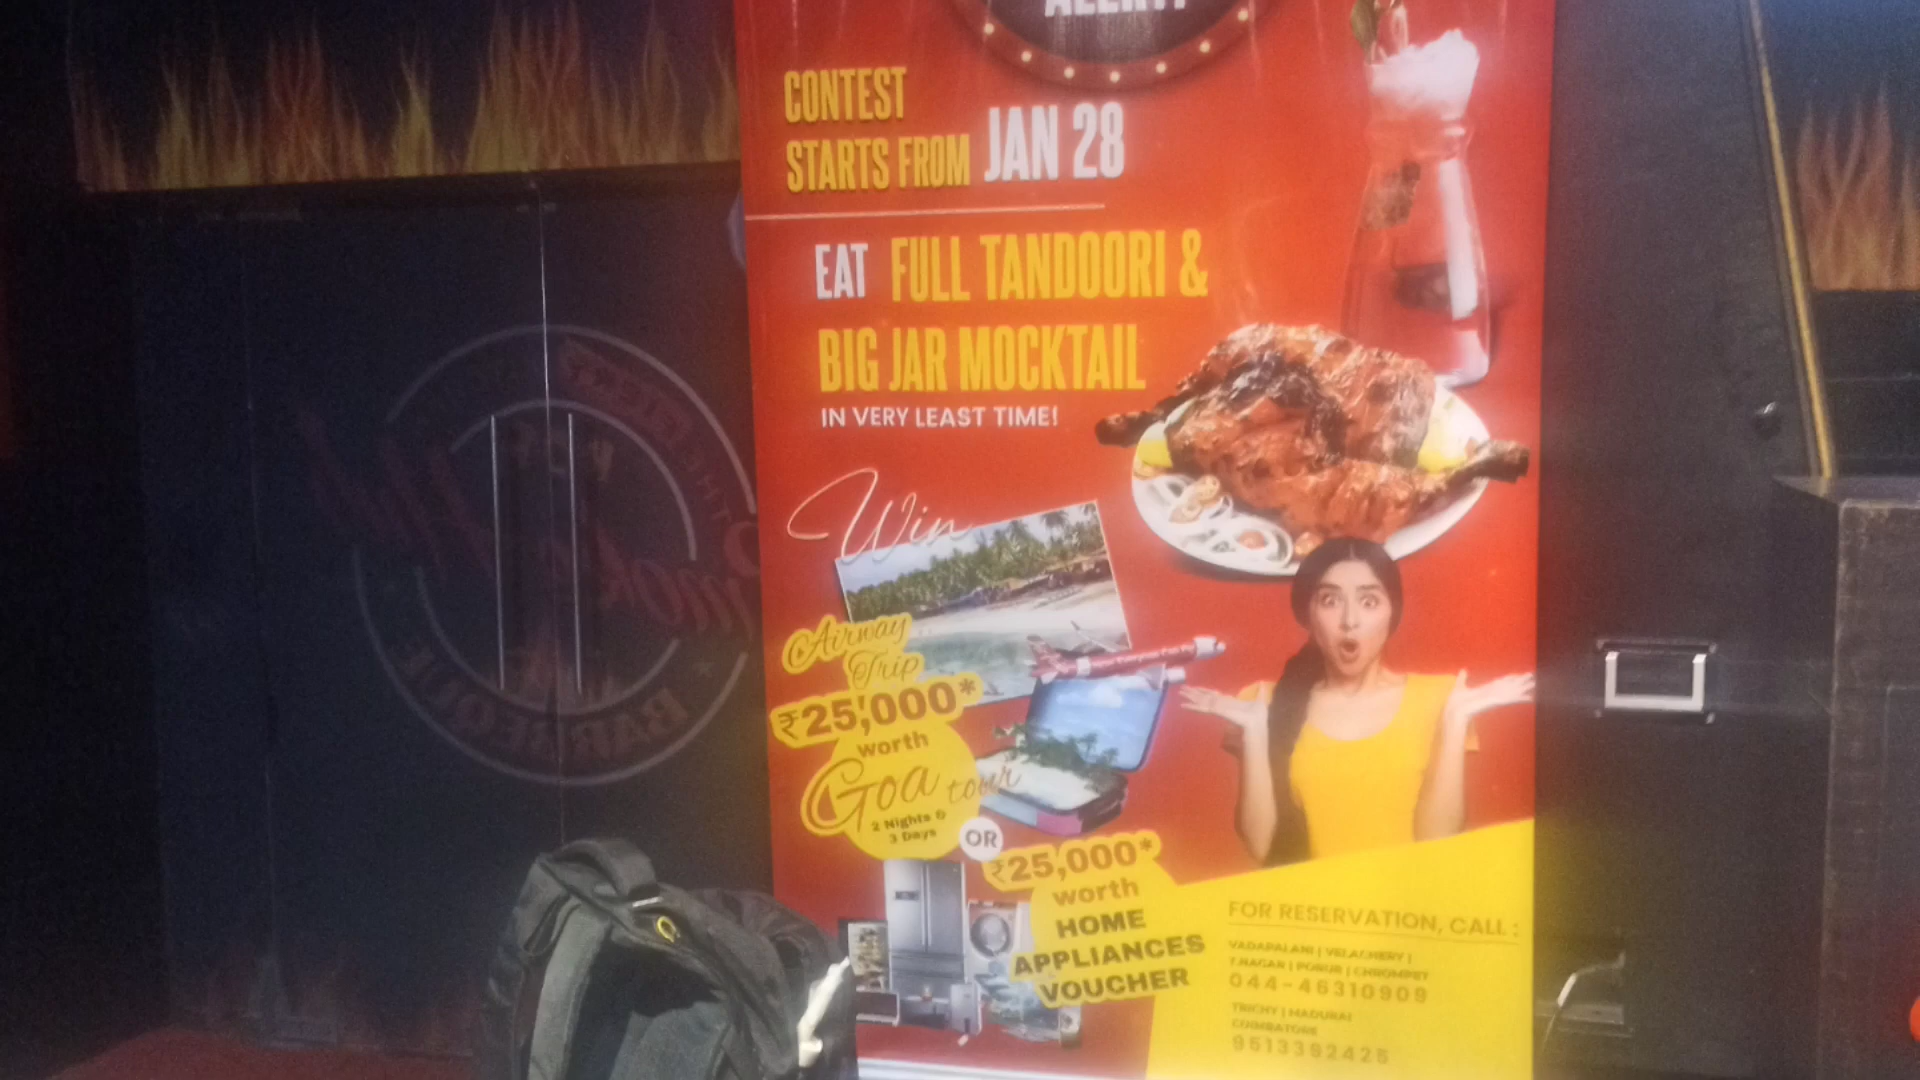 ALERT!
CONTEST
STARTS FROM JAN 28
EAT FULL TANDOORI &
BIG JAR MOCKTAIL
IN VERY LEAST TIME!
Win
Airway
Trip
₹25,000*
worth
Goa tour
2 Nights &
3 Days
OR
₹25,000*
worth
HOME
APPLIANCES
VOUCHER
FOR RESERVATION, CALL :
VADAPALANI | VELACHERY |
T.NAGAR | PORUR | CHROMPET
044-46310909
TRICHY | MADURAI
COIMBATORE
9513392425
BARBEQUE